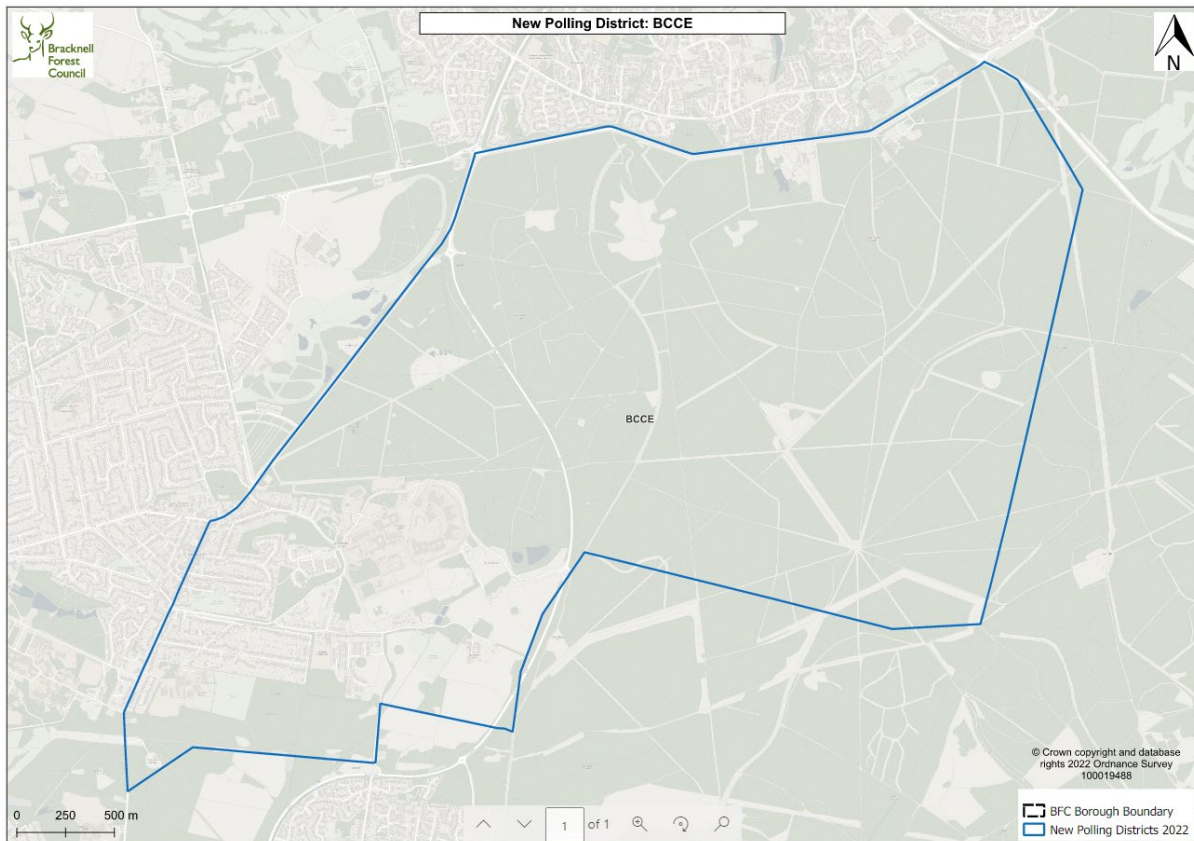 New Polling District: BCCE
Bracknell
Forest
Council
N
BCCE
© Crown copyright and database
rights 2022 Ordnance Survey
100019488
0 250 500 m
BFC Borough Boundary
New Polling Districts 2022
1 of 1